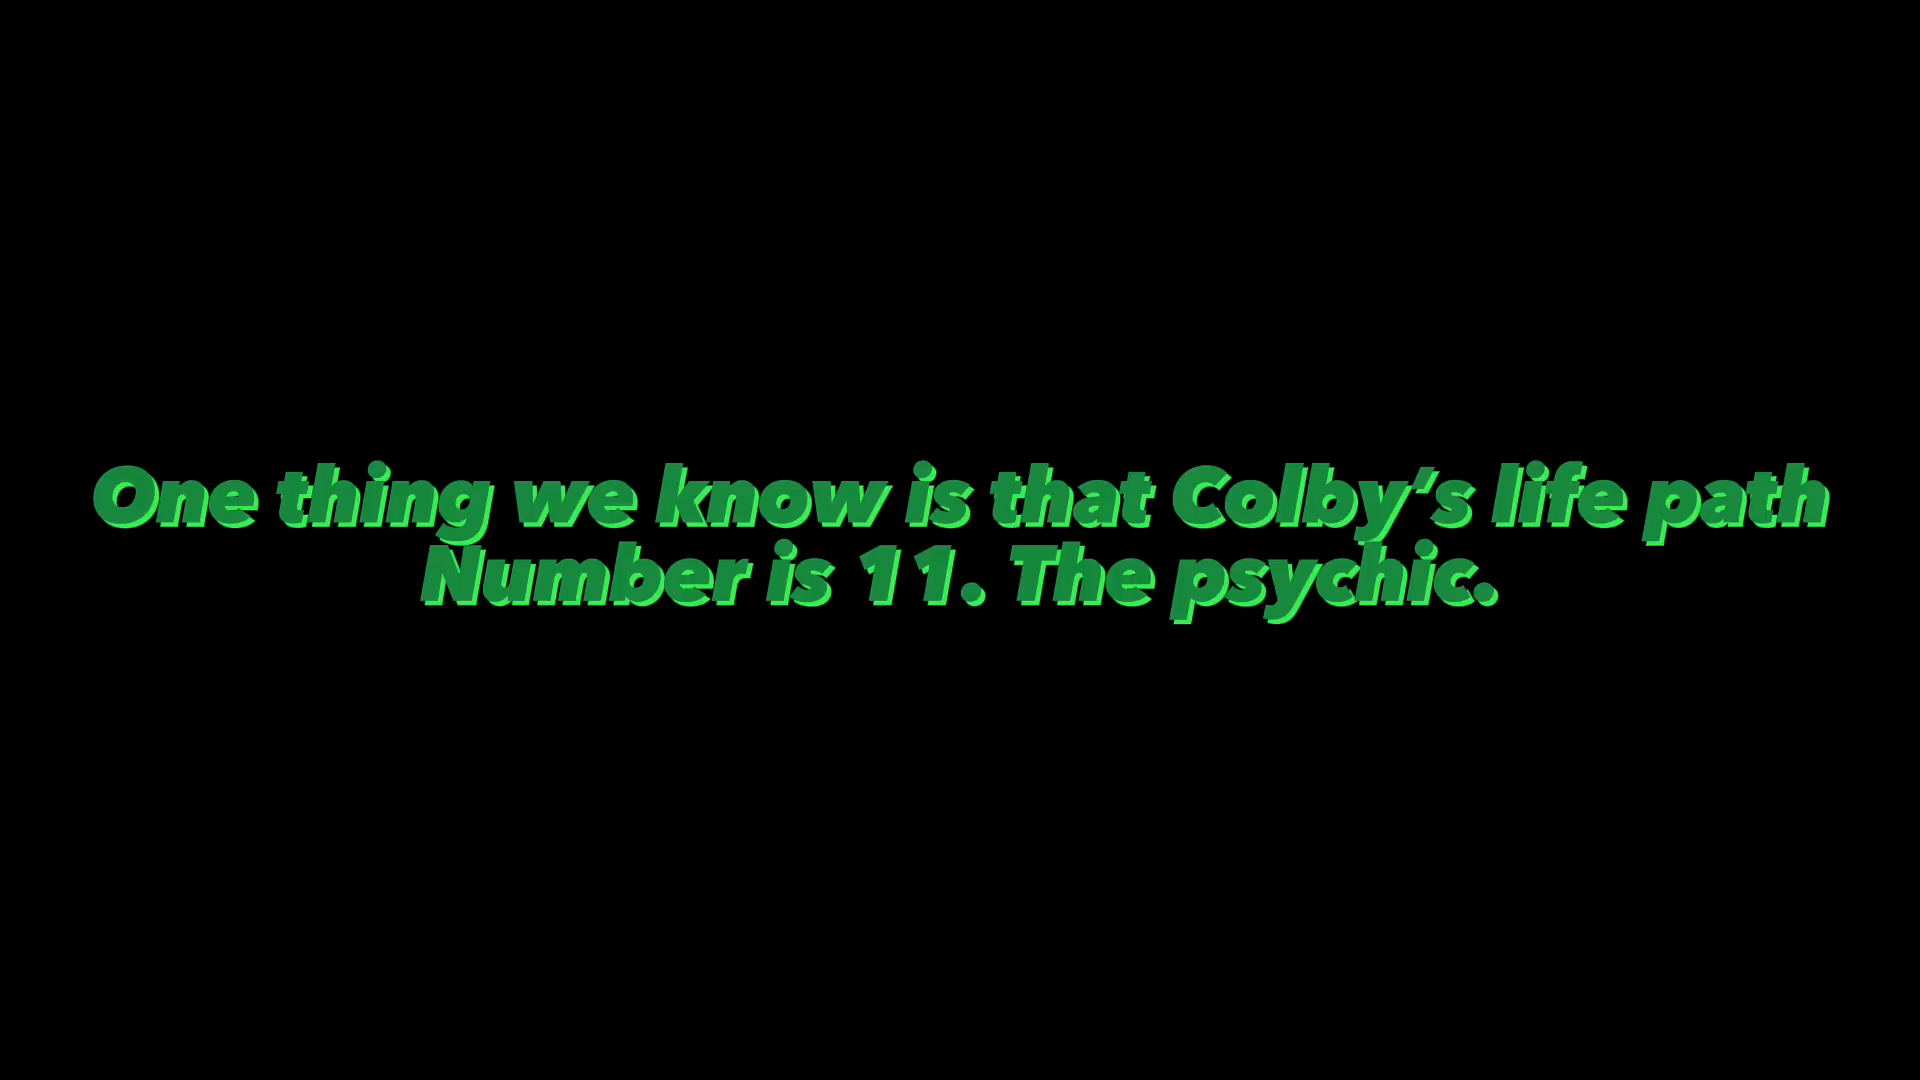 One thing we know is that Colby’s life path
Number is 11. The psychic.